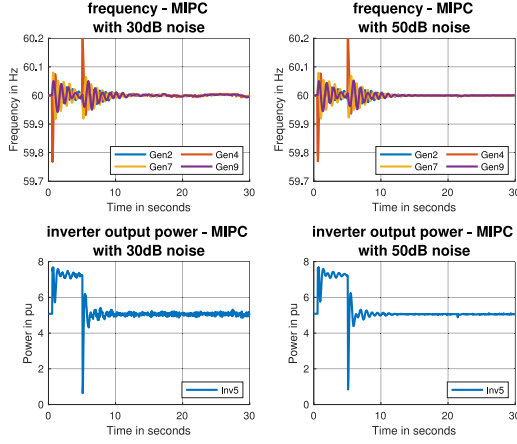 frequency - MIPC
with 30dB noise
60.2
60.1
60
59.9
59.8
59.7
Frequency in Hz
Gen2
Gen4
Gen7
Gen9
0
10
20
30
Time in seconds
frequency - MIPC
with 50dB noise
60.2
60.1
60
59.9
59.8
59.7
Frequency in Hz
Gen2
Gen4
Gen7
Gen9
0
10
20
30
Time in seconds
inverter output power - MIPC
with 30dB noise
8
6
4
2
0
Power in pu
Inv5
0
10
20
30
Time in seconds
inverter output power - MIPC
with 50dB noise
8
6
4
2
0
Power in pu
Inv5
0
10
20
30
Time in seconds